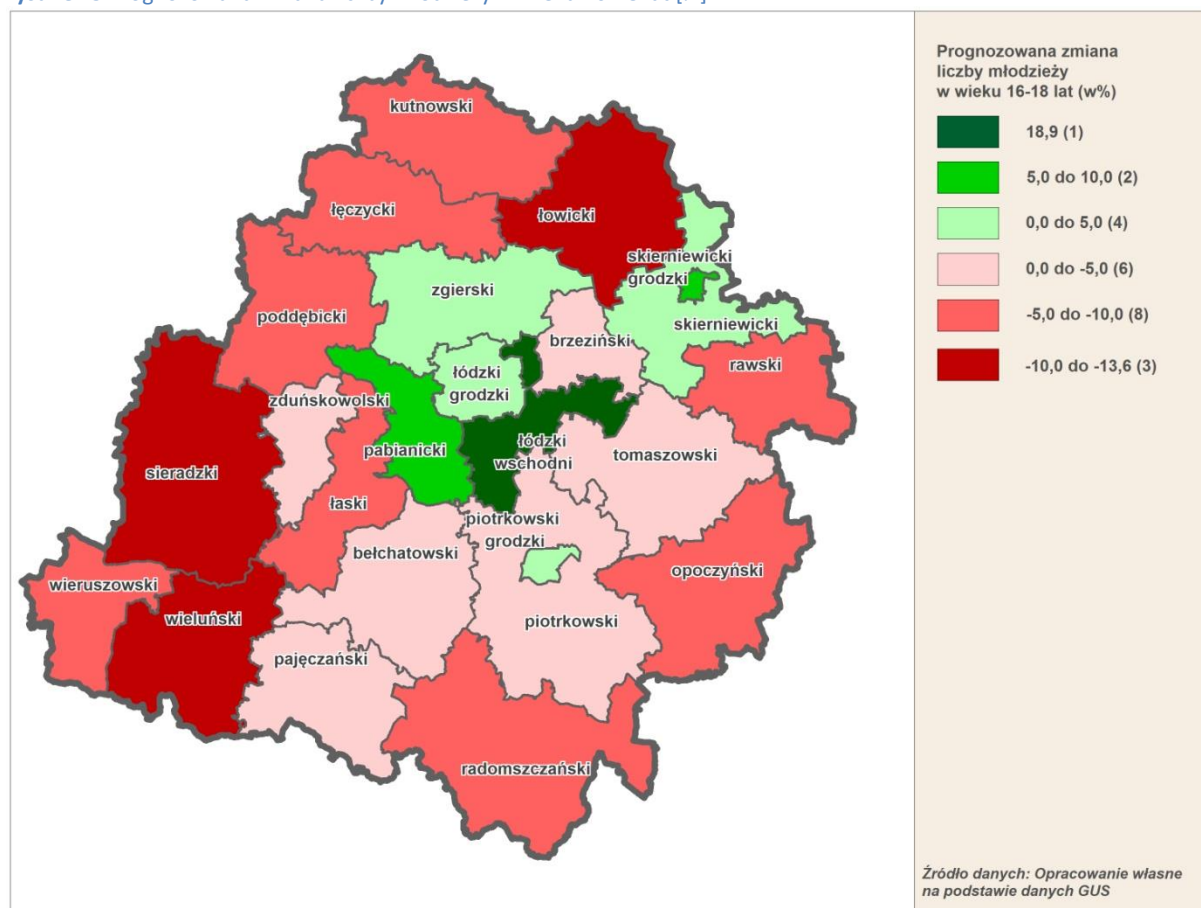 kutnowski
łęczycki
łowicki
skierniewicki
grodzki
zgierski
poddębicki
brzeziński
skierniewicki
rawski
łódzki
grodzki
zduńskowolski
łódzki
wschodni
pabianicki
tomaszowski
sieradzki
łaski
piotrkowski
grodzki
bełchatowski
opoczyński
wieruszowski
wieluński
piotrkowski
pajęczański
radomszczański
Prognozowana zmiana
liczby młodzieży
w wieku 16-18 lat (w%)
18,9 (1)
5,0 do 10,0 (2)
0,0 do 5,0 (4)
0,0 do -5,0 (6)
-5,0 do -10,0 (8)
-10,0 do -13,6 (3)
Źródło danych: Opracowanie własne
na podstawie danych GUS